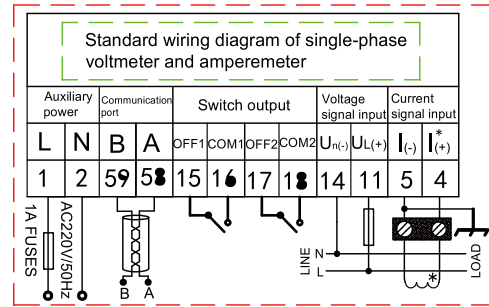 Standard wiring diagram of single-phase
voltmeter and amperemeter
Auxiliary power Communication port Switch output Voltage signal input Current signal input
L N B A OFF1 COM1 OFF2 COM2 Un(-) UL(+) I(-) I*(+)
1 2 59 58 15 16 17 18 14 11 5 4
1A FUSES
AC220V/50Hz
B A
LINE
N
L
*
LOAD